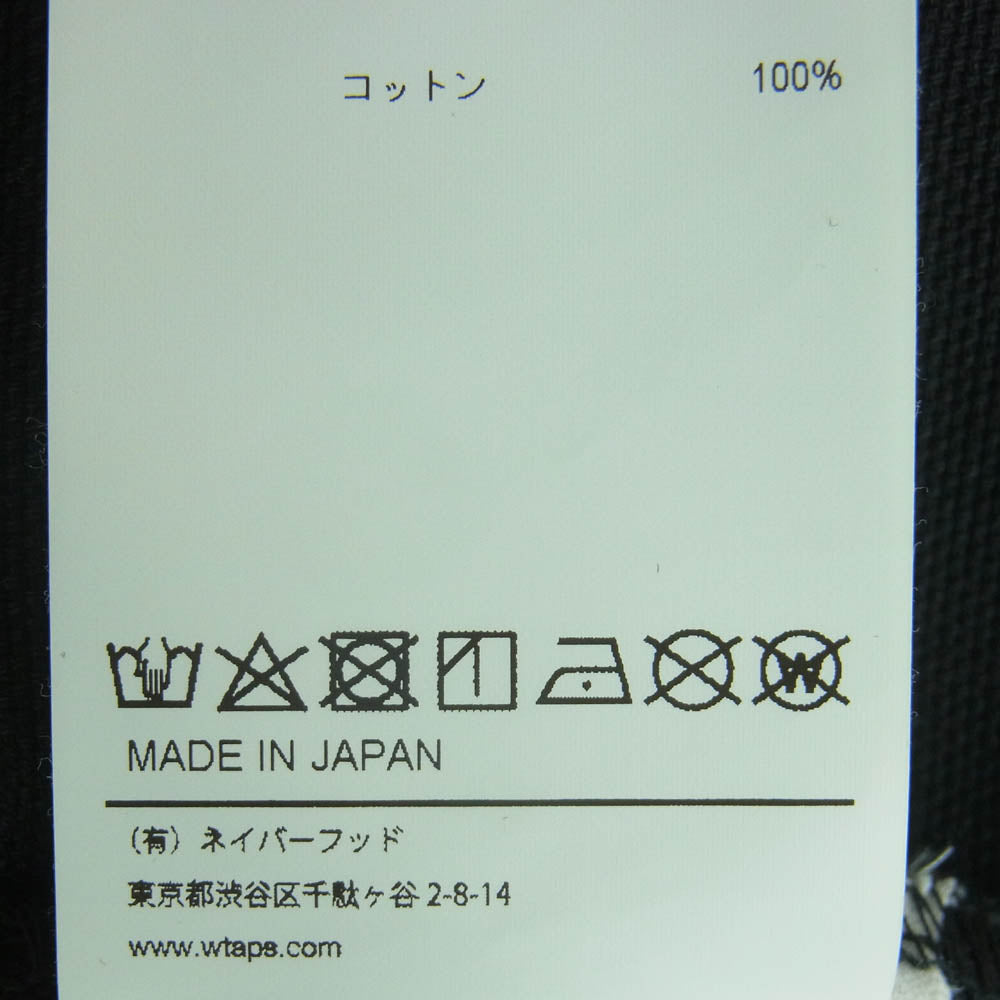 コットン 100%
W
MADE IN JAPAN
(有) ネイバーフッド
東京都渋谷区千駄ヶ谷 2-8-14
www.wtaps.com